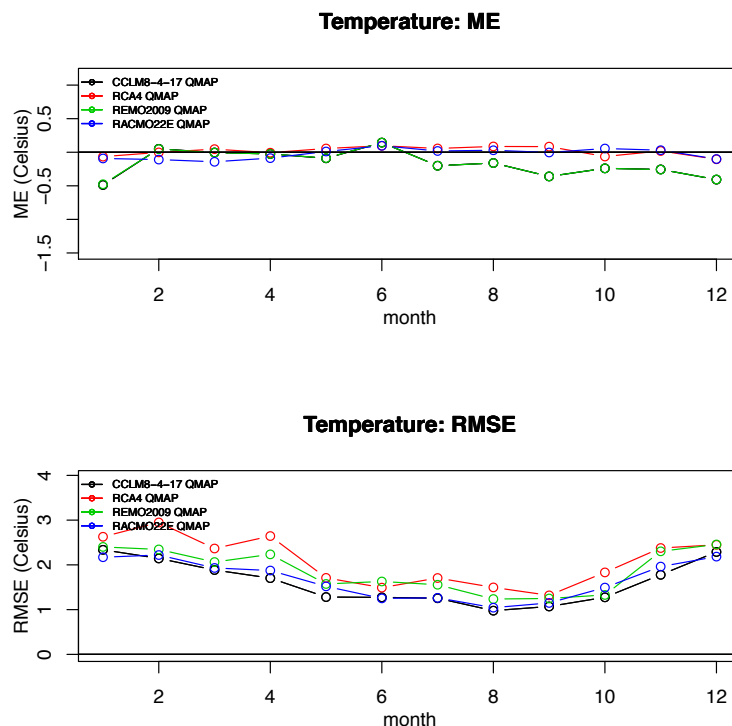 Temperature: ME
CCLM8-4-17 QMAP
RCA4 QMAP
REMO2009 QMAP
RACMO22E QMAP
ME (Celsius)
0.5
-0.5
-1.5
2 4 6 8 10 12
month
Temperature: RMSE
CCLM8-4-17 QMAP
RCA4 QMAP
REMO2009 QMAP
RACMO22E QMAP
RMSE (Celsius)
4
3
2
1
0
2 4 6 8 10 12
month